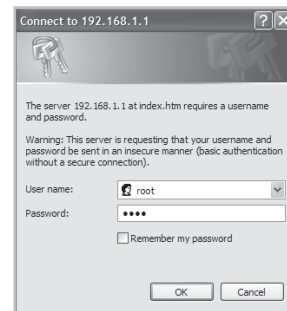 Connect to 192.168.1.1
The server 192.168.1.1 at index.htm requires a username
and password.
Warning: This server is requesting that your username and
password be sent in an insecure manner (basic authentication
without a secure connection).
User name:
root
Password:
••••
Remember my password
OK
Cancel